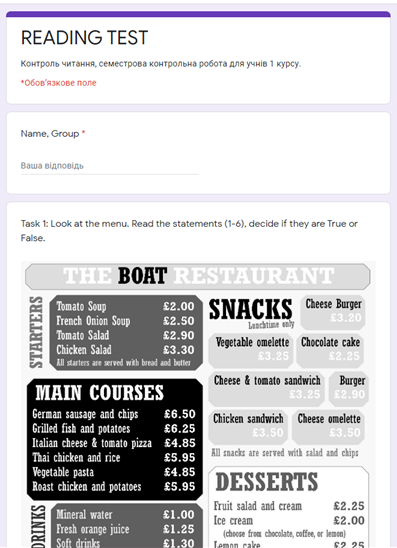 READING TEST
Контроль читання, семестрова контрольна робота для учнів 1 курсу.
*Обов'язкове поле
Name, Group *
Ваша відповідь
Task 1: Look at the menu. Read the statements (1-6), decide if they are True or
False.
THE BOAT RESTAURANT
STARTERS
Tomato Soup £2.00
French Onion Soup £2.50
Tomato Salad £2.90
Chicken Salad £3.30
All starters are served with bread and butter
MAIN COURSES
German sausage and chips £6.50
Grilled fish and potatoes £6.25
Italian cheese & tomato pizza £4.85
Thai chicken and rice £5.95
Vegetable pasta £4.85
Roast chicken and potatoes £5.95
DRINKS
Mineral water £1.00
Fresh orange juice £1.25
Soft drinks £1.30
SNACKS
Lunchtime only
Cheese Burger
£3.20
Vegetable omelette
£3.25
Chocolate cake
£2.25
Cheese & tomato sandwich
£3.25
Burger
£2.90
Chicken sandwich
£3.50
Cheese omelette
£3.50
All snacks are served with salad and chips
DESSERTS
Fruit salad and cream £2.25
Ice cream £2.00
(choose from chocolate, coffee, or lemon)
Lemon cake £2.25